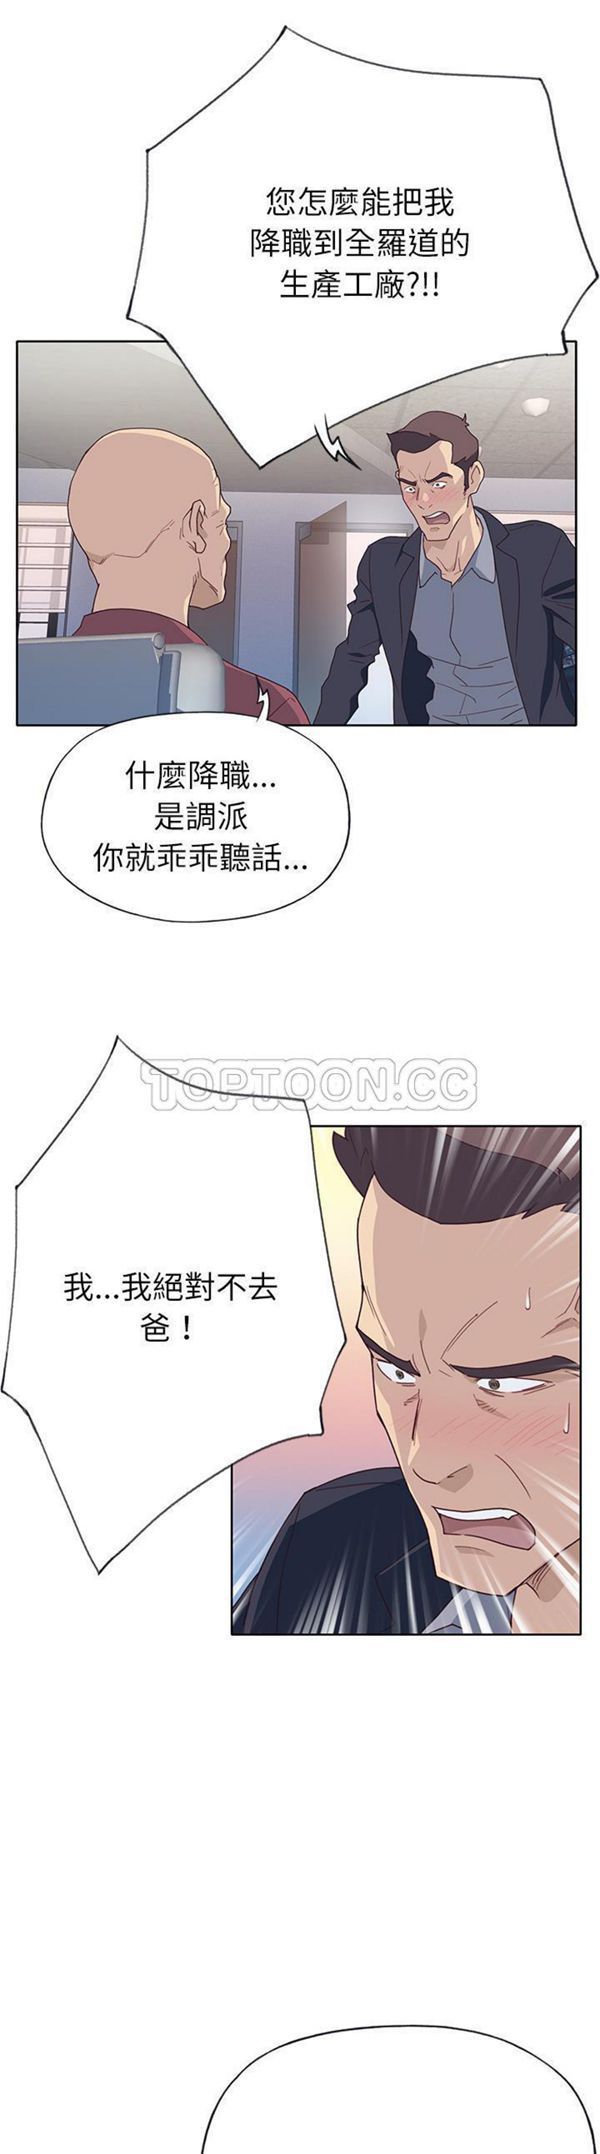 您怎麼能把我
降職到全羅道的
生產工廠?!!
什麼降職...
是調派
你就乖乖聽話...
TOPTOON.CC
我...我絕對不去
爸！
TOPTOON.CC